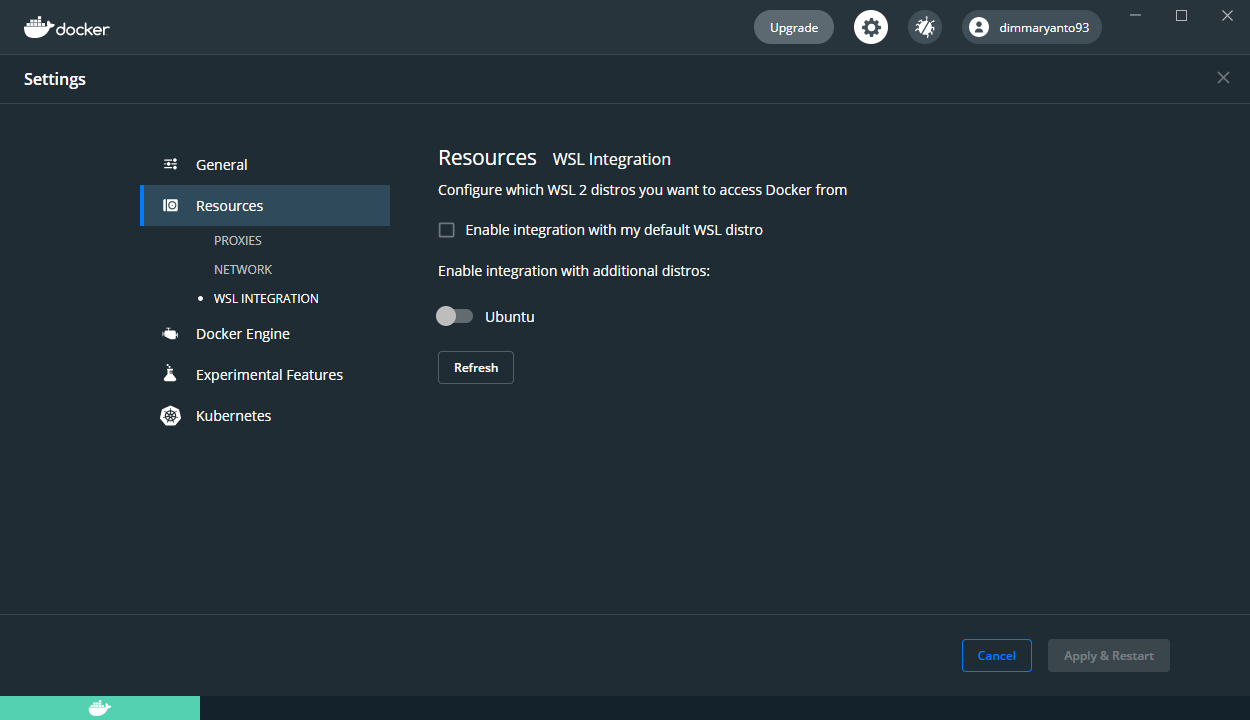 docker
Upgrade
dimmaryanto93
Settings
General
Resources
PROXIES
NETWORK
WSL INTEGRATION
Docker Engine
Experimental Features
Kubernetes
Resources WSL Integration
Configure which WSL 2 distros you want to access Docker from
Enable integration with my default WSL distro
Enable integration with additional distros:
Ubuntu
Refresh
Cancel
Apply & Restart